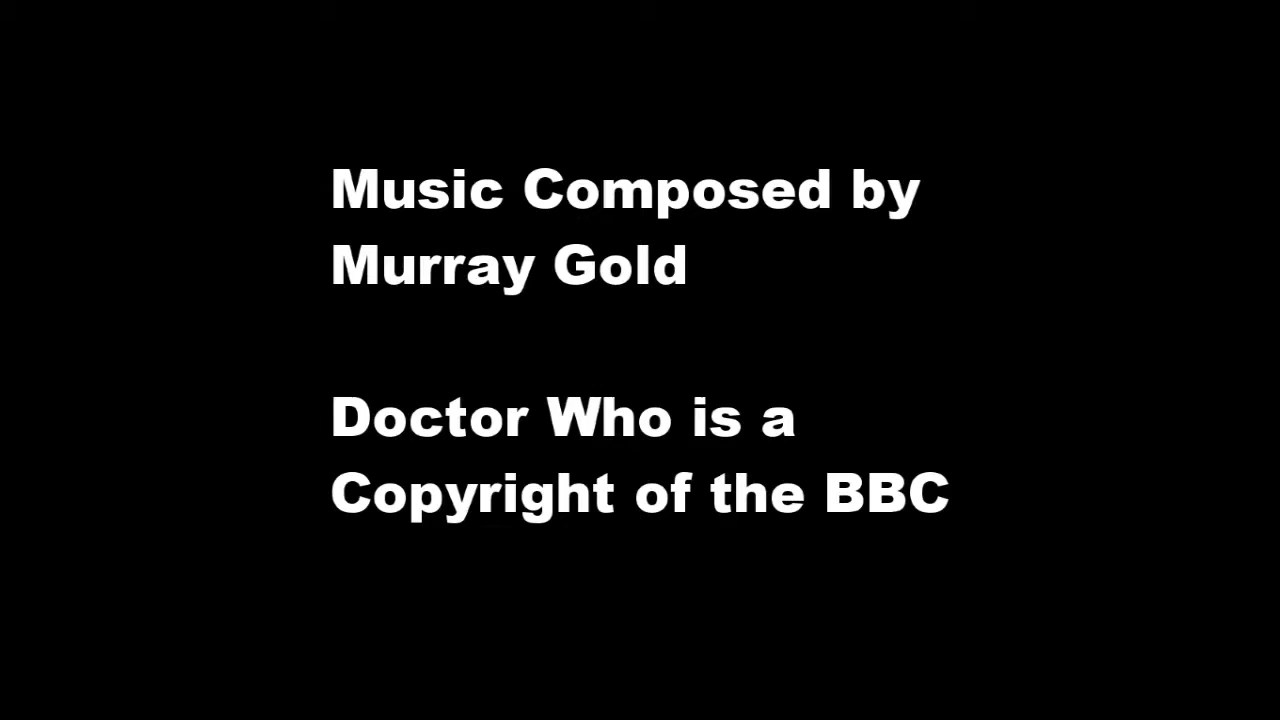 Music Composed by
Murray Gold
Doctor Who is a
Copyright of the BBC